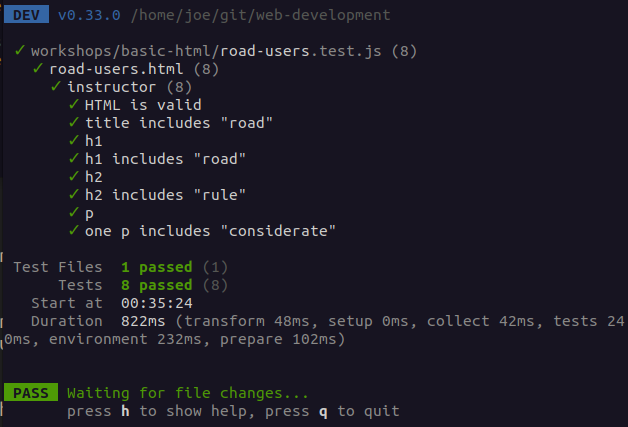 DEV v0.33.0 /home/joe/git/web-development
✓ workshops/basic-html/road-users.test.js (8)
✓ road-users.html (8)
✓ instructor (8)
✓ HTML is valid
✓ title includes "road"
✓ h1
✓ h1 includes "road"
✓ h2
✓ h2 includes "rule"
✓ p
✓ one p includes "considerate"
Test Files 1 passed (1)
Tests 8 passed (8)
Start at 00:35:24
Duration 822ms (transform 48ms, setup 0ms, collect 42ms, tests 24
0ms, environment 232ms, prepare 102ms)
PASS Waiting for file changes...
press h to show help, press q to quit